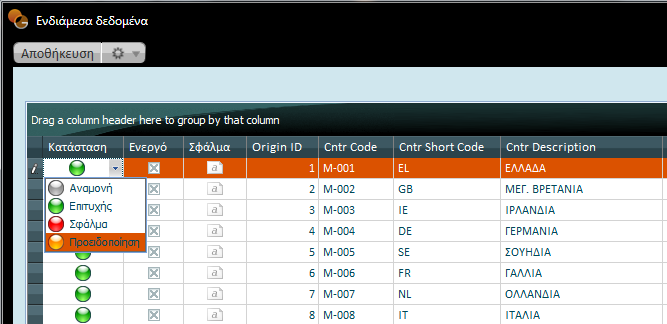 Ενδιάμεσα δεδομένα
Αποθήκευση
Drag a column header here to group by that column
Κατάσταση Ενεργό Σφάλμα Origin ID Cntr Code Cntr Short Code Cntr Description
1 M-001 EL ΕΛΛΑΔΑ
Αναμονή 2 M-002 GB ΜΕΓ. ΒΡΕΤΑΝΙΑ
Επιτυχής 3 M-003 IE ΙΡΛΑΝΔΙΑ
Σφάλμα 4 M-004 DE ΓΕΡΜΑΝΙΑ
Προειδοποίηση 5 M-005 SE ΣΟΥΗΔΙΑ
6 M-006 FR ΓΑΛΛΙΑ
7 M-007 NL ΟΛΛΑΝΔΙΑ
8 M-008 IT ΙΤΑΛΙΑ